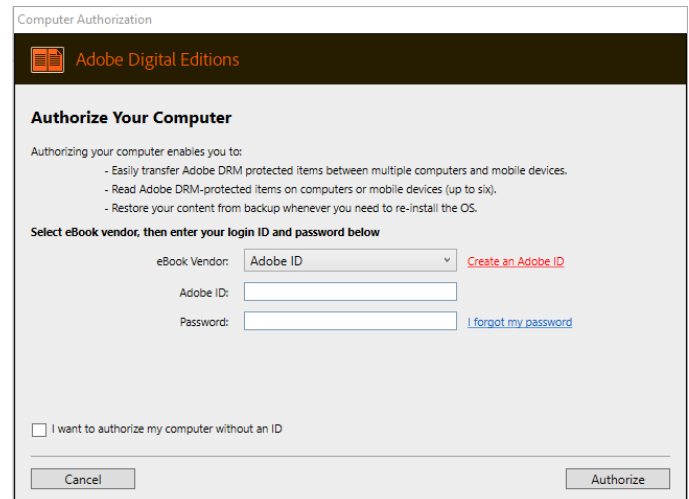 Computer Authorization
Adobe Digital Editions
Authorize Your Computer
Authorizing your computer enables you to:
- Easily transfer Adobe DRM protected items between multiple computers and mobile devices.
- Read Adobe DRM-protected items on computers or mobile devices (up to six).
- Restore your content from backup whenever you need to re-install the OS.
Select eBook vendor, then enter your login ID and password below
eBook Vendor: Adobe ID Create an Adobe ID
Adobe ID:
Password: I forgot my password
I want to authorize my computer without an ID
Cancel Authorize